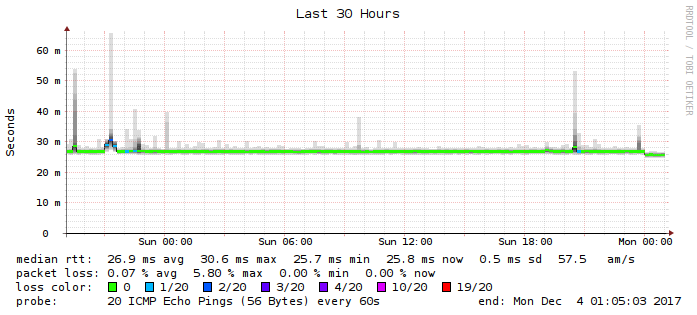 Last 30 Hours
RRDTOOL / TOBI OETIKER
Seconds
60 m
50 m
40 m
30 m
20 m
10 m
0
Sun 00:00 Sun 06:00 Sun 12:00 Sun 18:00 Mon 00:00
median rtt: 26.9 ms avg 30.6 ms max 25.7 ms min 25.8 ms now 0.5 ms sd 57.5 am/s
packet loss: 0.07 % avg 5.80 % max 0.00 % min 0.00 % now
loss color: 0 1/20 2/20 3/20 4/20 10/20 19/20
probe: 20 ICMP Echo Pings (56 Bytes) every 60s end: Mon Dec 4 01:05:03 2017